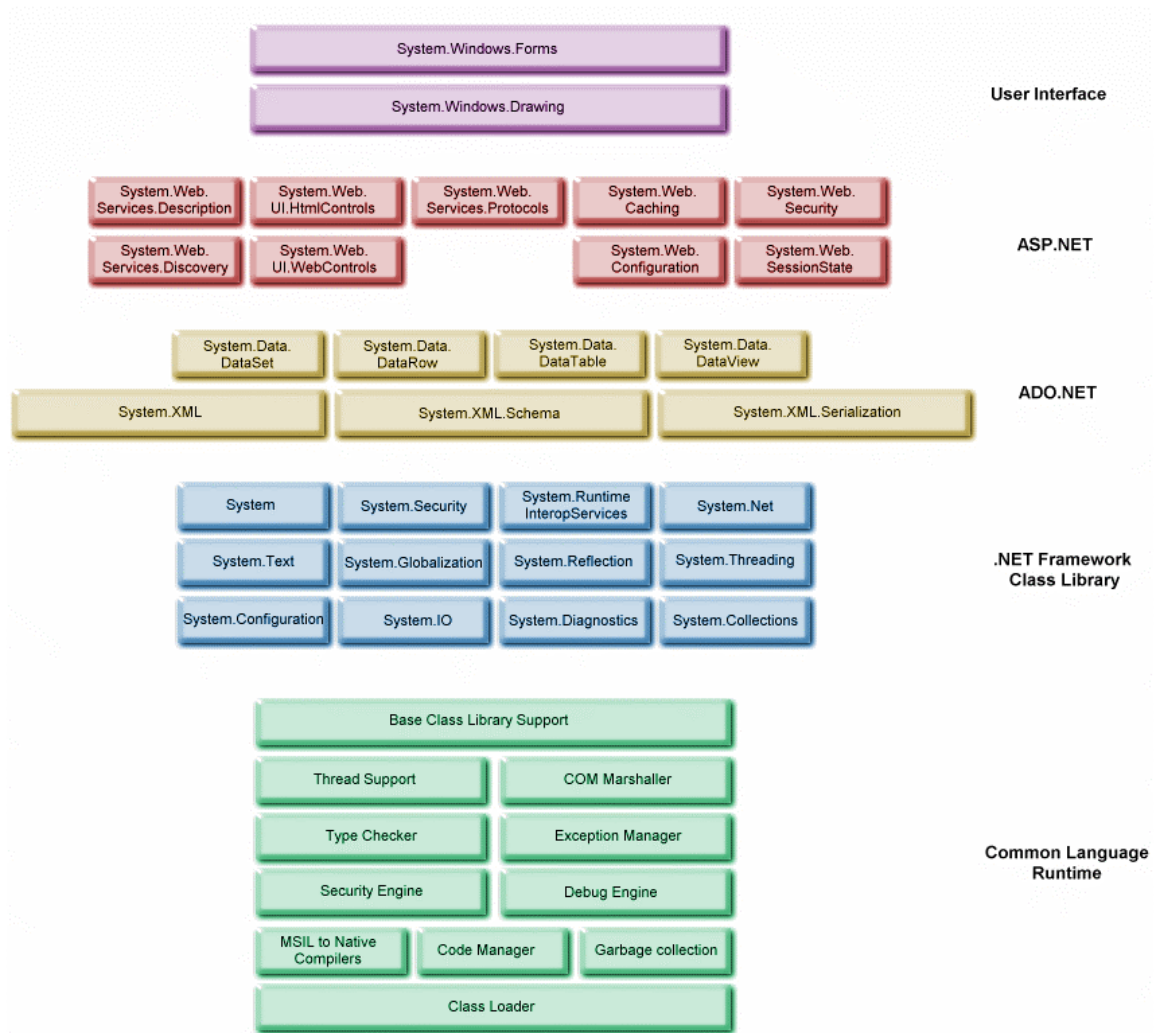 System.Windows.Forms
System.Windows.Drawing
User Interface
System.Web.
Services.Description
System.Web.
UI.HtmlControls
System.Web.
Services.Protocols
System.Web.
Caching
System.Web.
Security
System.Web.
Services.Discovery
System.Web.
UI.WebControls
System.Web.
Configuration
System.Web.
SessionState
ASP.NET
System.Data.
DataSet
System.Data.
DataRow
System.Data.
DataTable
System.Data.
DataView
System.XML
System.XML.Schema
System.XML.Serialization
ADO.NET
System
System.Security
System.Runtime
InteropServices
System.Net
System.Text
System.Globalization
System.Reflection
System.Threading
System.Configuration
System.IO
System.Diagnostics
System.Collections
.NET Framework
Class Library
Base Class Library Support
Thread Support
COM Marshaller
Type Checker
Exception Manager
Security Engine
Debug Engine
MSIL to Native
Compilers
Code Manager
Garbage collection
Class Loader
Common Language
Runtime